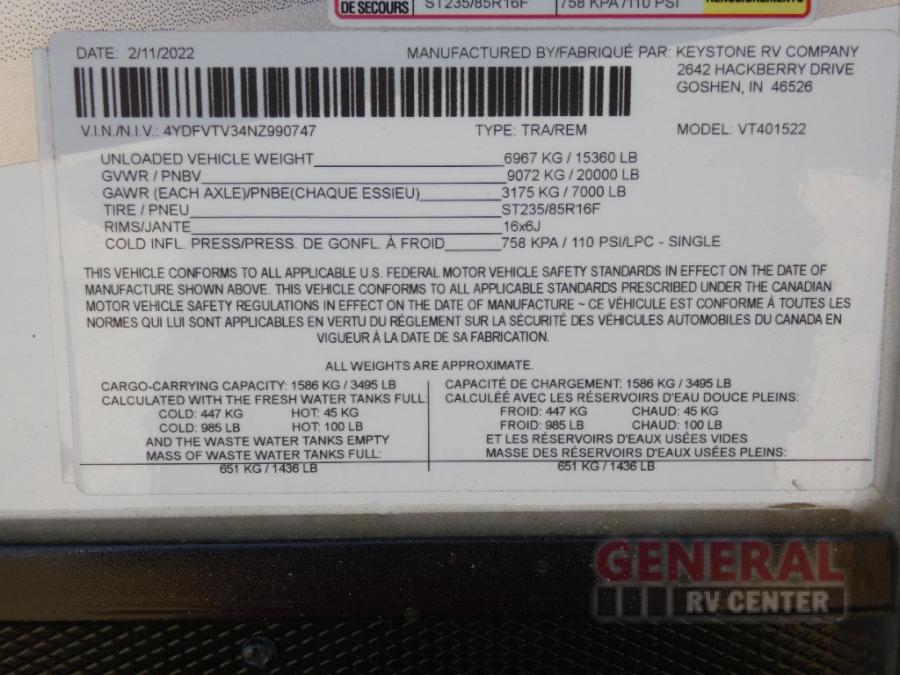 DE SECOURS ST235/85R16F 758 KPA /110 PSI RENSEIGNEMENTS
DATE: 2/11/2022 MANUFACTURED BY/FABRIQUÉ PAR: KEYSTONE RV COMPANY
2642 HACKBERRY DRIVE
GOSHEN, IN 46526
V.I.N./N.I.V.: 4YDFVTV34NZ990747 TYPE: TRA/REM MODEL: VT401522
UNLOADED VEHICLE WEIGHT 6967 KG / 15360 LB
GVWR / PNBV 9072 KG / 20000 LB
GAWR (EACH AXLE)/PNBE(CHAQUE ESSIEU) 3175 KG / 7000 LB
TIRE / PNEU ST235/85R16F
RIMS/JANTE 16x6J
COLD INFL. PRESS/PRESS. DE GONFL. À FROID 758 KPA / 110 PSI/LPC - SINGLE
THIS VEHICLE CONFORMS TO ALL APPLICABLE U.S. FEDERAL MOTOR VEHICLE SAFETY STANDARDS IN EFFECT ON THE DATE OF
MANUFACTURE SHOWN ABOVE. THIS VEHICLE CONFORMS TO ALL APPLICABLE STANDARDS PRESCRIBED UNDER THE CANADIAN
MOTOR VEHICLE SAFETY REGULATIONS IN EFFECT ON THE DATE OF MANUFACTURE ~ CE VÉHICULE EST CONFORME À TOUTES LES
NORMES QUI LUI SONT APPLICABLES EN VERTU DU RÉGLEMENT SUR LA SÉCURITÉ DES VÉHICULES AUTOMOBILES DU CANADA EN
VIGUEUR À LA DATE DE SA FABRICATION.
ALL WEIGHTS ARE APPROXIMATE.
CARGO-CARRYING CAPACITY: 1586 KG / 3495 LB
CALCULATED WITH THE FRESH WATER TANKS FULL:
COLD: 447 KG HOT: 45 KG
COLD: 985 LB HOT: 100 LB
AND THE WASTE WATER TANKS EMPTY
MASS OF WASTE WATER TANKS FULL:
651 KG / 1436 LB
CAPACITÉ DE CHARGEMENT: 1586 KG / 3495 LB
CALCULÉE AVEC LES RÉSERVOIRS D'EAU DOUCE PLEINS:
FROID: 447 KG CHAUD: 45 KG
FROID: 985 LB CHAUD: 100 LB
ET LES RÉSERVOIRS D'EAUX USÉES VIDES
MASSE DES RÉSERVOIRS D'EAUX USÉES PLEINS:
651 KG / 1436 LB
GENERAL
RV CENTER